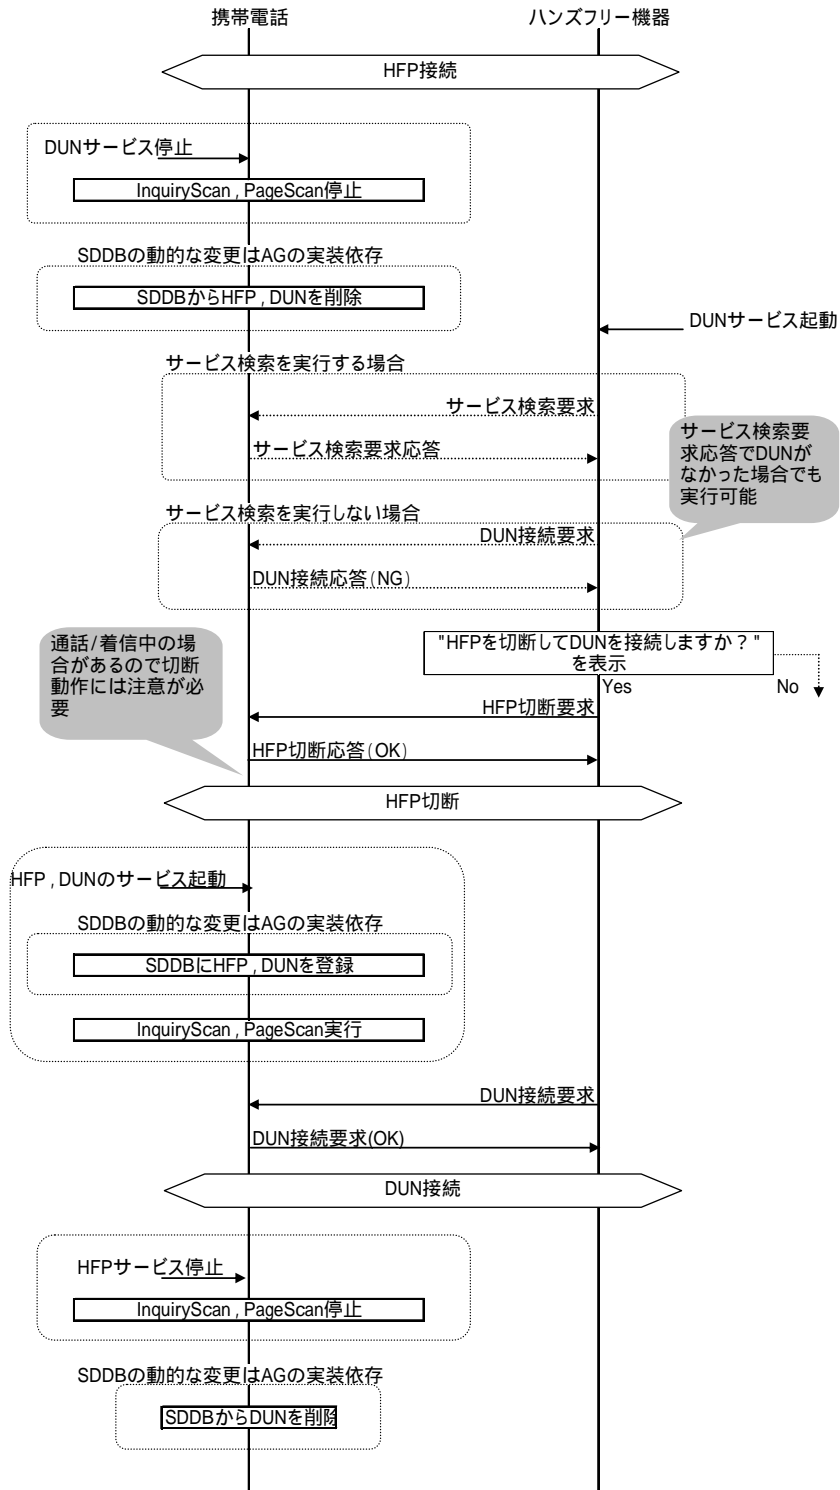 携帯電話
ハンズフリー機器
HFP接続
DUNサービス停止
InquiryScan , PageScan停止
SDDBの動的な変更はAGの実装依存
SDDBからHFP , DUNを削除
DUNサービス起動
サービス検索を実行する場合
サービス検索要求
サービス検索要求応答
サービス検索要
求応答でDUNが
なかった場合でも
実行可能
サービス検索を実行しない場合
DUN接続要求
DUN接続応答(NG)
通話/着信中の場
合があるので切断
動作には注意が必
要
"HFPを切断してDUNを接続しますか？"
を表示
Yes
No
HFP切断要求
HFP切断応答(OK)
HFP切断
HFP , DUNのサービス起動
SDDBの動的な変更はAGの実装依存
SDDBにHFP , DUNを登録
InquiryScan , PageScan実行
DUN接続要求
DUN接続要求(OK)
DUN接続
HFPサービス停止
InquiryScan , PageScan停止
SDDBの動的な変更はAGの実装依存
SDDBからDUNを削除